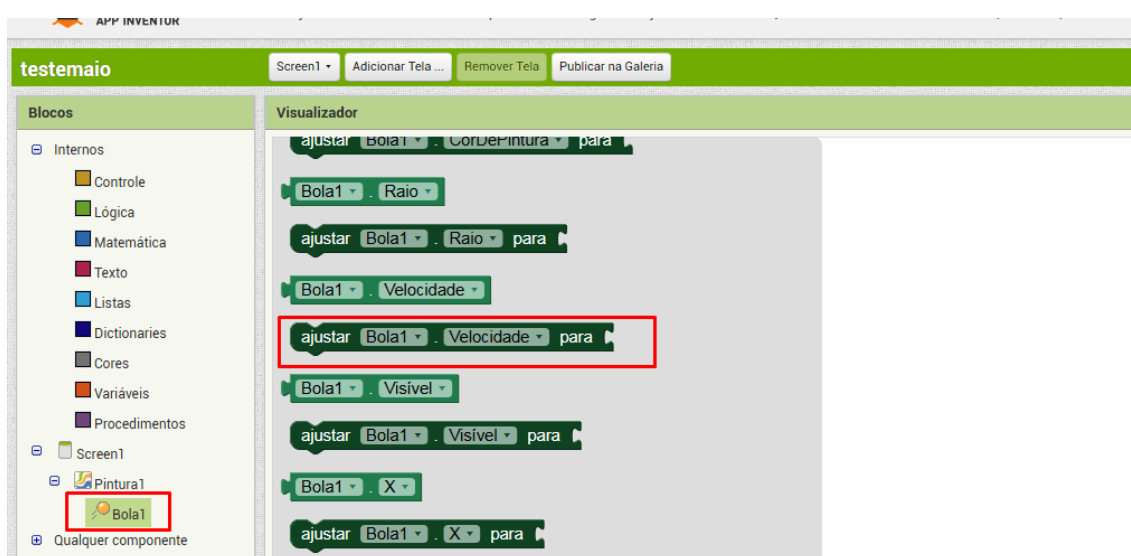 APP INVENTOR
testemaio
Screen1
Adicionar Tela ...
Remover Tela
Publicar na Galeria
Blocos
Visualizador
Internos
Controle
Lógica
Matemática
Texto
Listas
Dictionaries
Cores
Variáveis
Procedimentos
Screen1
Pintura1
Bola1
Qualquer componente
ajustar Bola1 . CorDePintura para
Bola1 . Raio
ajustar Bola1 . Raio para
Bola1 . Velocidade
ajustar Bola1 . Velocidade para
Bola1 . Visível
ajustar Bola1 . Visível para
Bola1 . X
ajustar Bola1 . X para